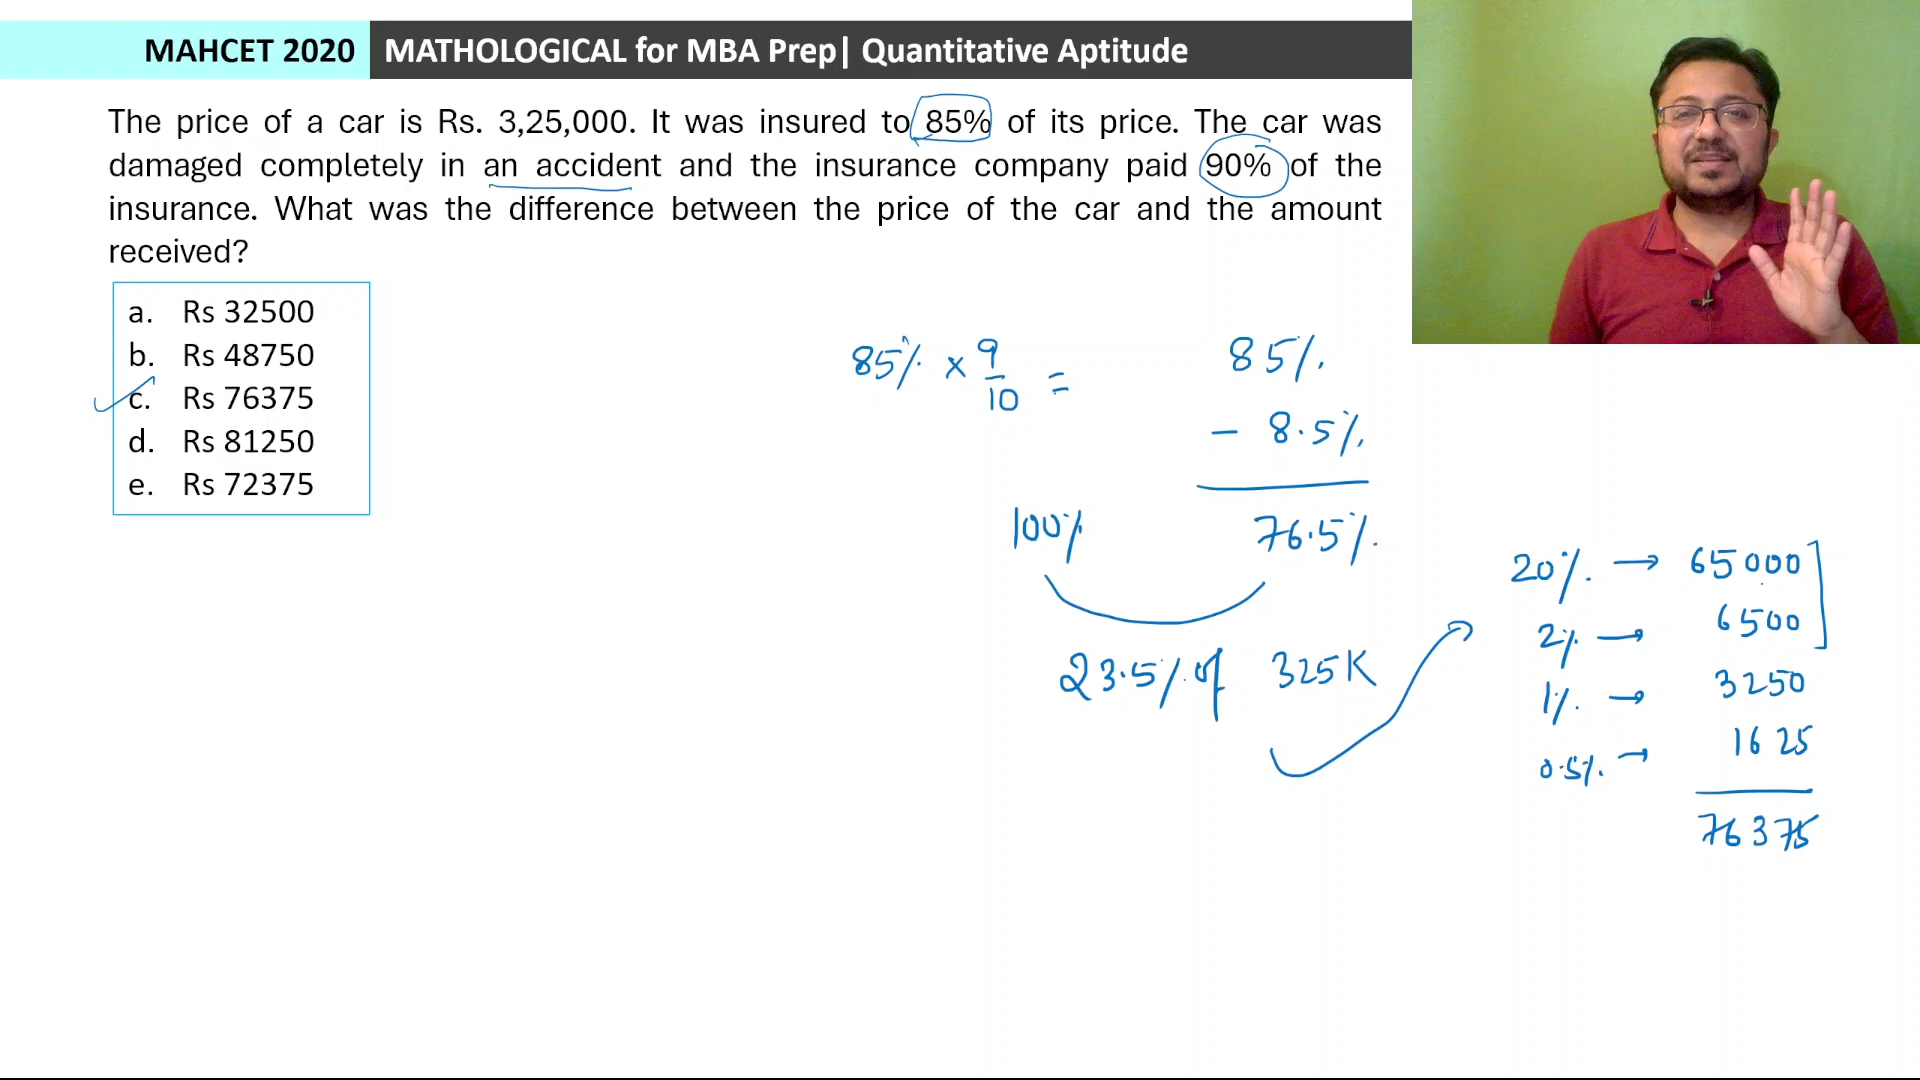 MAHCET 2020 MATHOLOGICAL for MBA Prep| Quantitative Aptitude
The price of a car is Rs. 3,25,000. It was insured to 85% of its price. The car was
damaged completely in an accident and the insurance company paid 90% of the
insurance. What was the difference between the price of the car and the amount
received?
a. Rs 32500
b. Rs 48750
c. Rs 76375
d. Rs 81250
e. Rs 72375
85% × 9/10 =
85%
- 8.5%
100% 76.5%
23.5% of 325K
20% → 65000
2% → 6500
1% → 3250
0.5% → 1625
76375